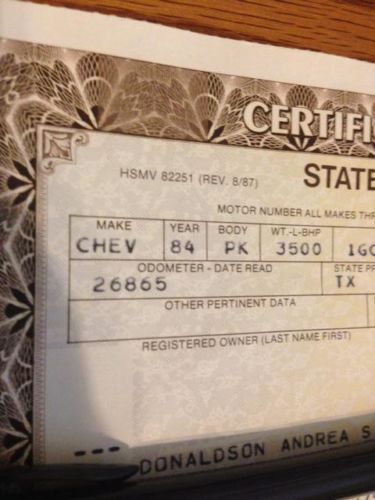 CERTIFI
HSMV 82251 (REV. 8/87)
STATE
MOTOR NUMBER ALL MAKES THR
MAKE YEAR BODY WT.-L-BHP
CHEV 84 PK 3500 1GC
ODOMETER - DATE READ STATE PR
26865 TX
OTHER PERTINENT DATA
REGISTERED OWNER (LAST NAME FIRST)
--- DONALDSON ANDREA S